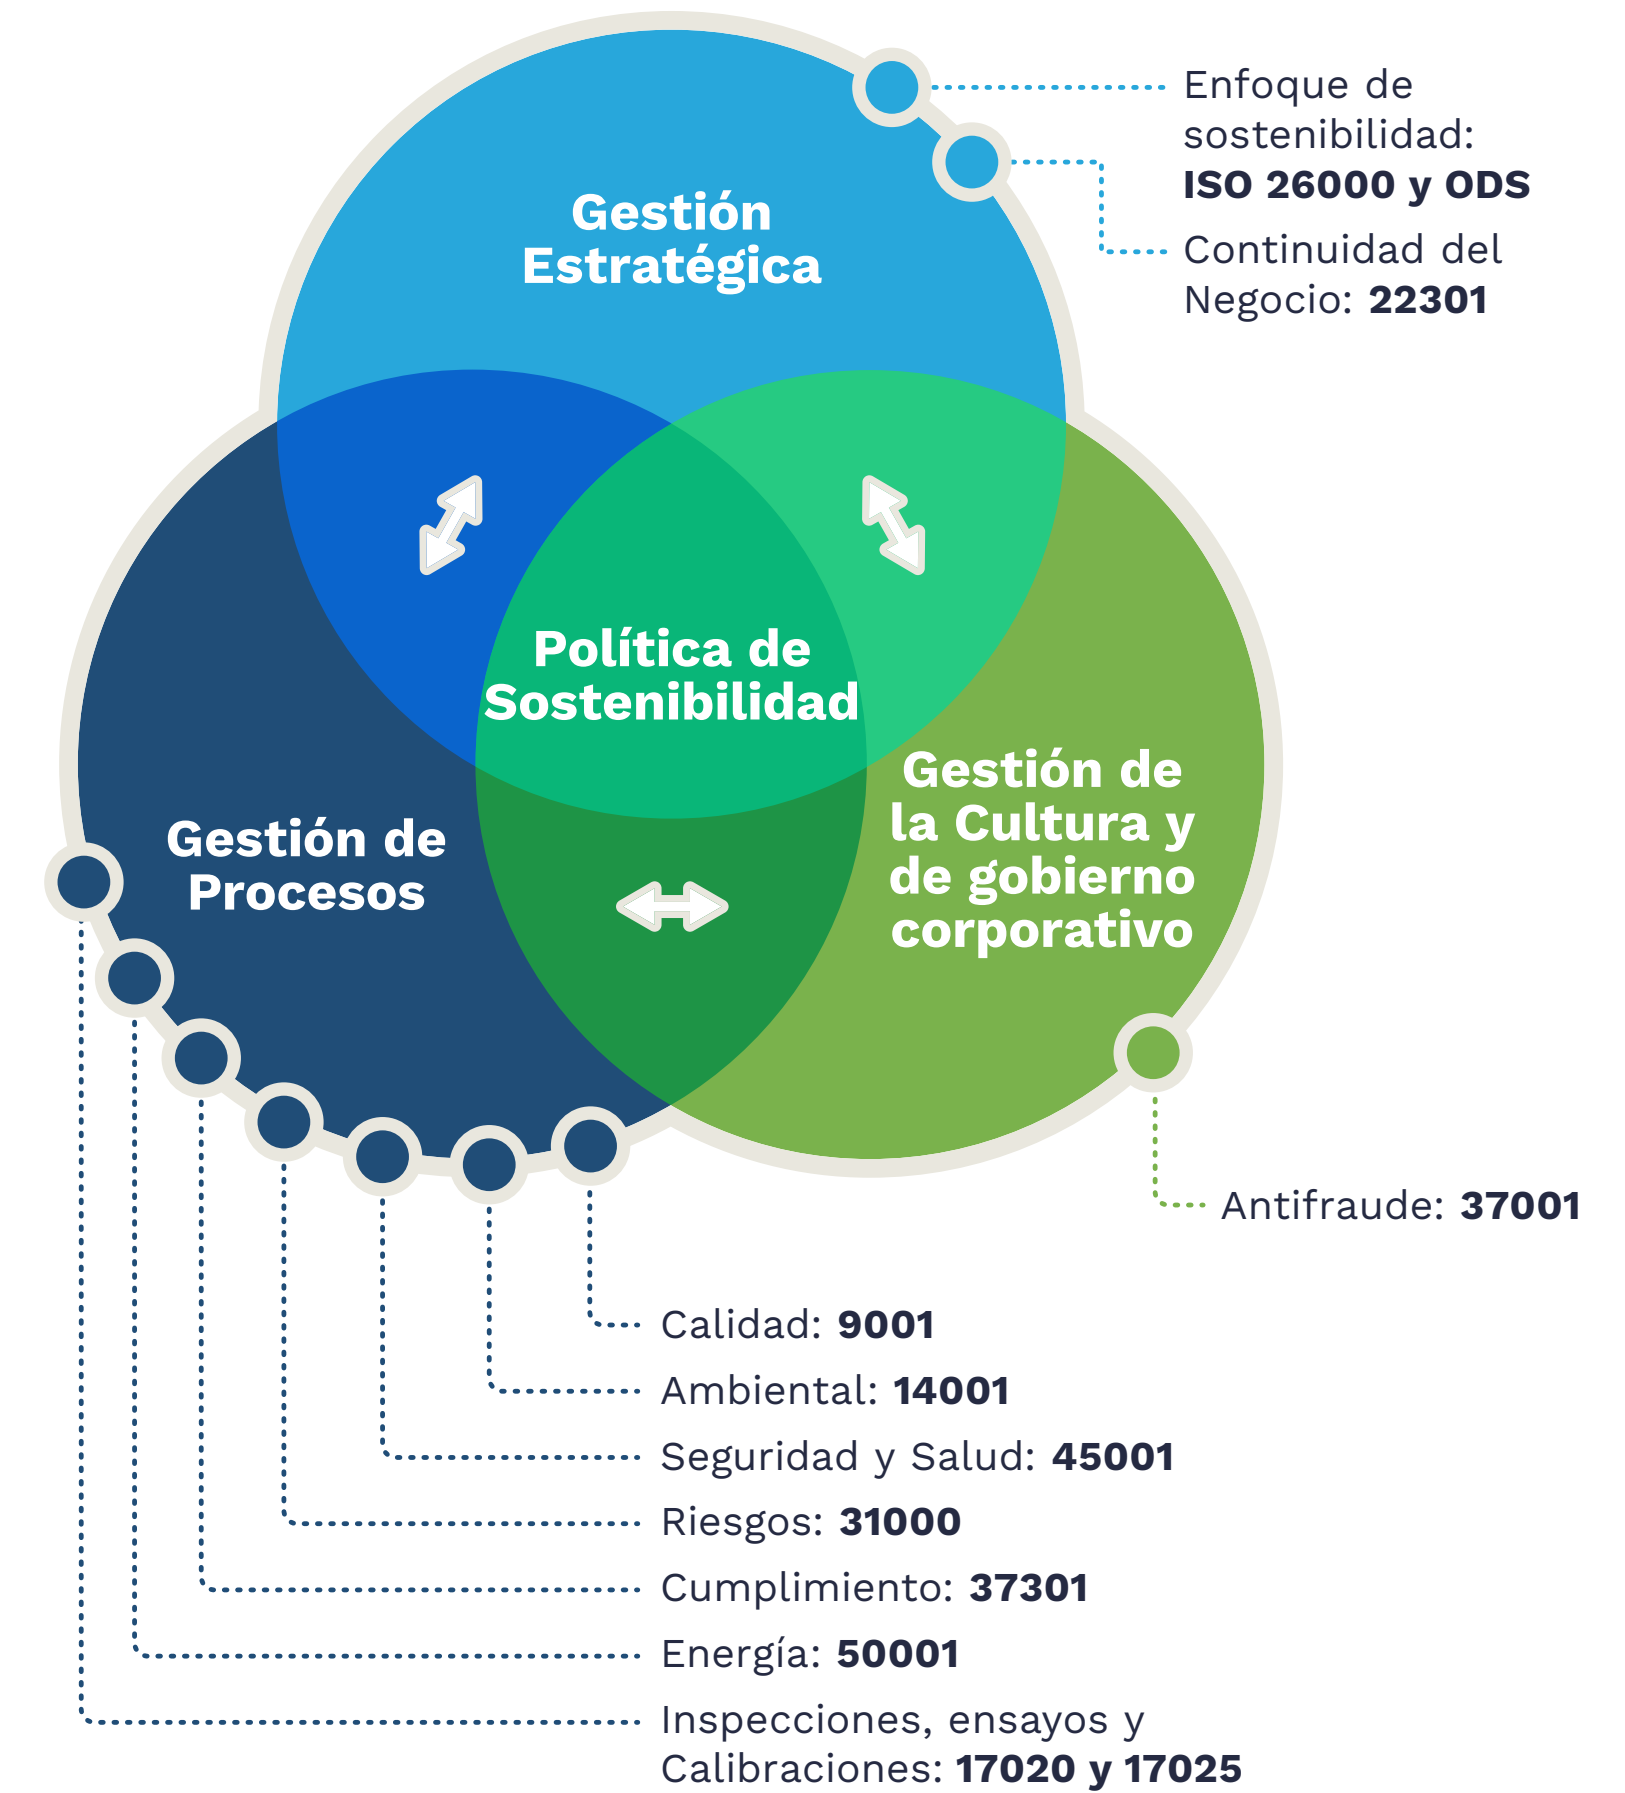 Enfoque de
sostenibilidad:
ISO 26000 y ODS
Continuidad del
Negocio: 22301
Gestión
Estratégica
Política de
Sostenibilidad
Gestión de
Procesos
Gestión de
la Cultura y
de gobierno
corporativo
Antifraude: 37001
Calidad: 9001
Ambiental: 14001
Seguridad y Salud: 45001
Riesgos: 31000
Cumplimiento: 37301
Energía: 50001
Inspecciones, ensayos y
Calibraciones: 17020 y 17025